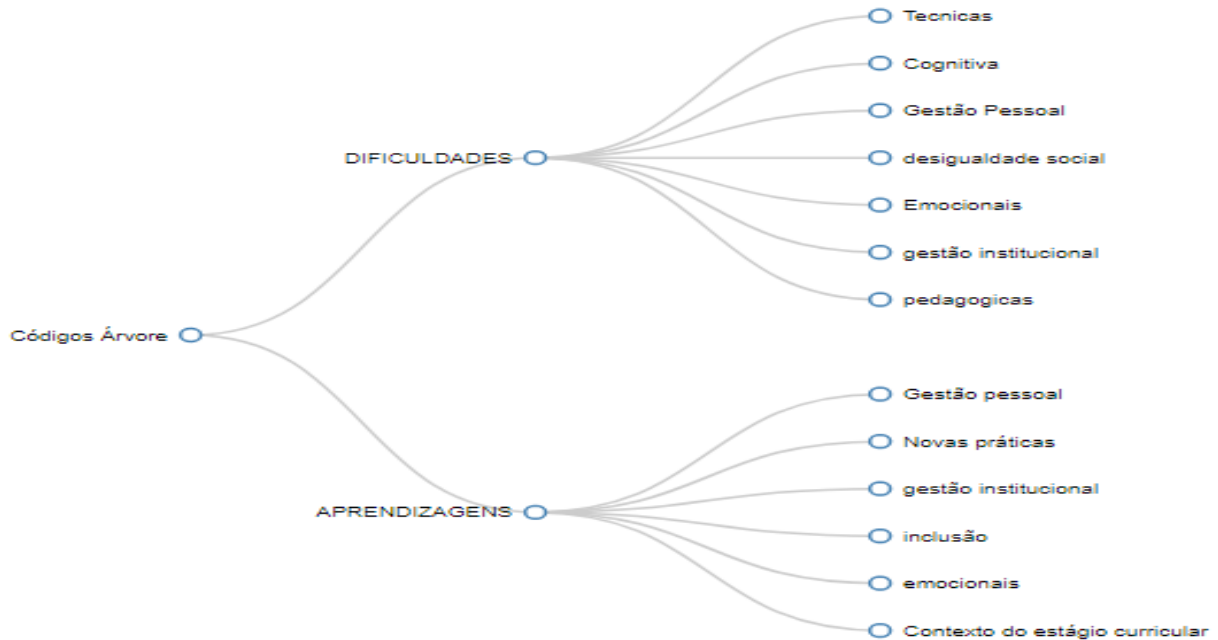 Tecnicas
Cognitiva
Gestão Pessoal
DIFICULDADES
desigualdade social
Emocionais
gestão institucional
pedagogicas
Códigos Árvore
Gestão pessoal
Novas práticas
gestão institucional
APRENDIZAGENS
inclusão
emocionais
Contexto do estágio curricular